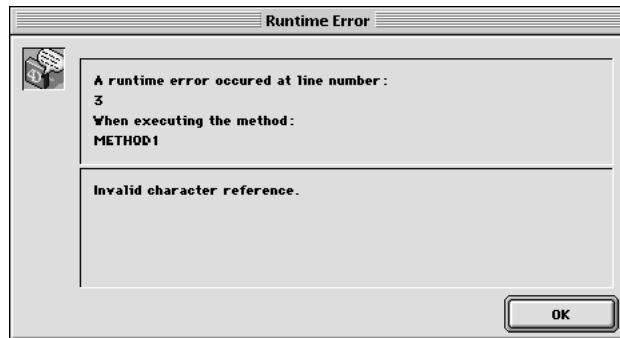 Runtime Error
A runtime error occured at line number:
3
When executing the method:
METHOD1
Invalid character reference.
OK